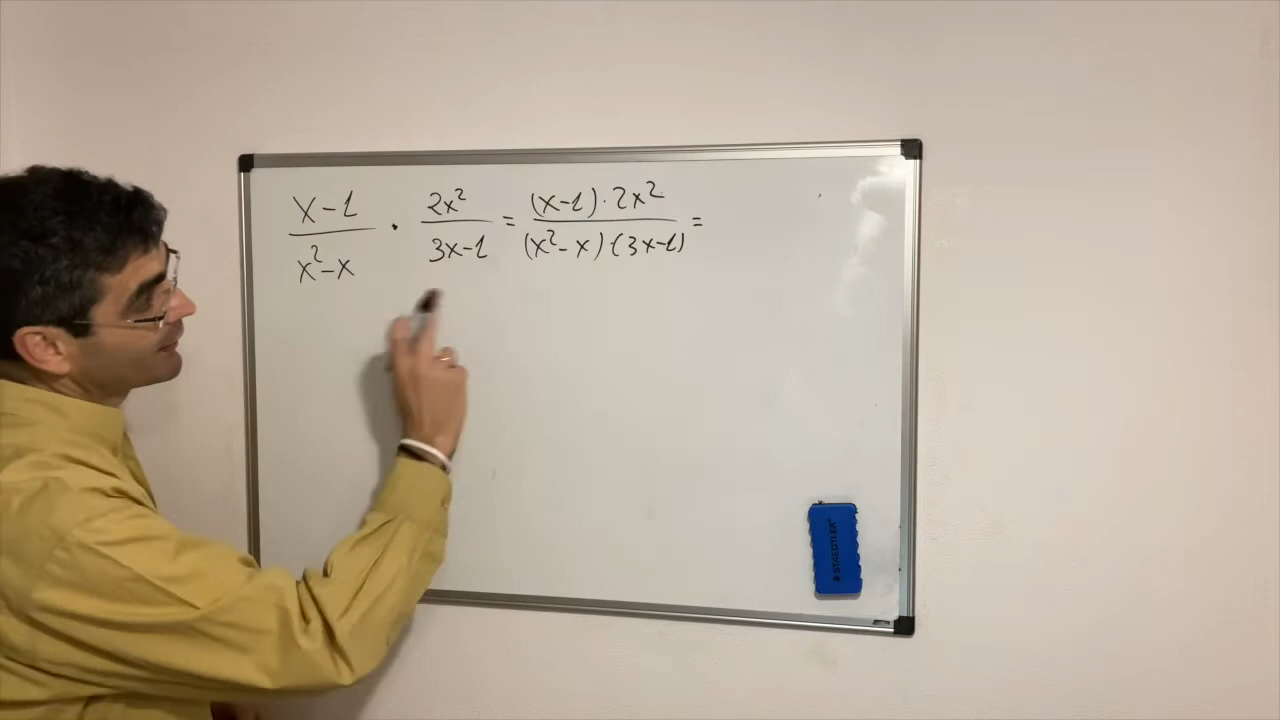 x-1 / x²-x · 2x² / 3x-1 = (x-1)·2x² / (x²-x)·(3x-1) =
STAEDTLER